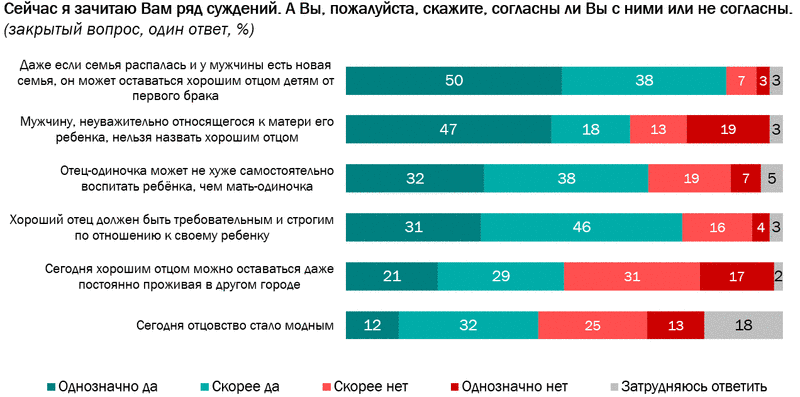 Сейчас я зачитаю Вам ряд суждений. А Вы, пожалуйста, скажите, согласны ли Вы с ними или не согласны.
(закрытый вопрос, один ответ, %)
Даже если семья распалась и у мужчины есть новая
семья, он может оставаться хорошим отцом детям от
первого брака
50 38 7 3 3
Мужчину, неуважительно относящегося к матери его
ребенка, нельзя назвать хорошим отцом
47 18 13 19 3
Отец-одиночка может не хуже самостоятельно
воспитать ребёнка, чем мать-одиночка
32 38 19 7 5
Хороший отец должен быть требовательным и строгим
по отношению к своему ребенку
31 46 16 4 3
Сегодня хорошим отцом можно оставаться даже
постоянно проживая в другом городе
21 29 31 17 2
Сегодня отцовство стало модным
12 32 25 13 18
Однозначно да Скорее да Скорее нет Однозначно нет Затрудняюсь ответить